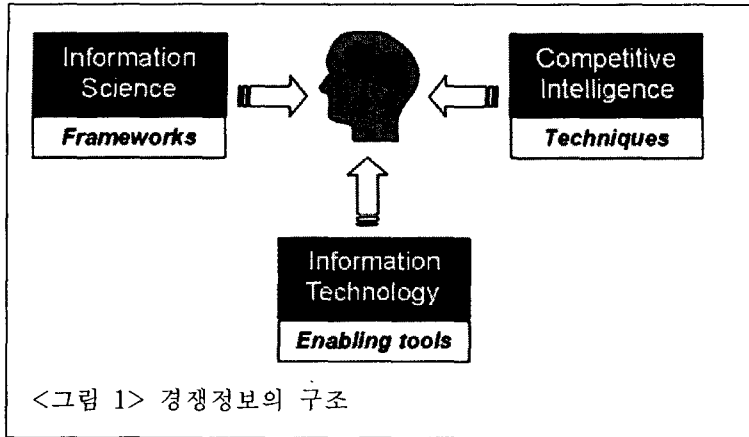 Information
Science
Frameworks
Competitive
Intelligence
Techniques
Information
Technology
Enabling tools
<그림 1> 경쟁정보의 구조